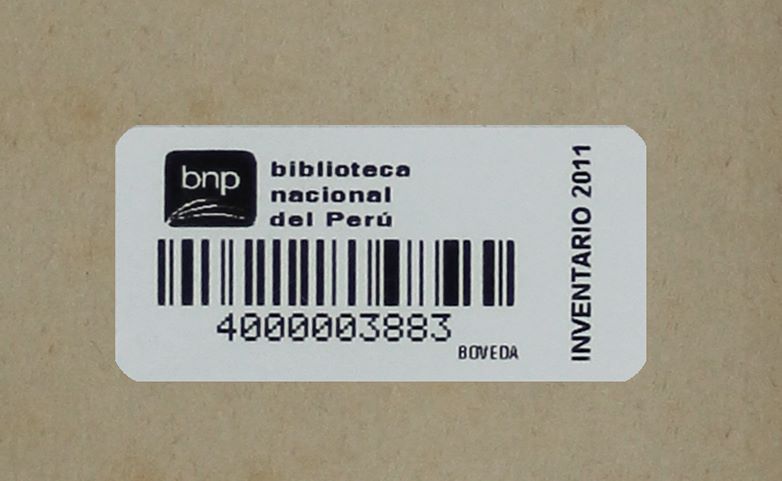 bnp
biblioteca
nacional
del Perú
4000003883
BOVEDA
INVENTARIO 2011